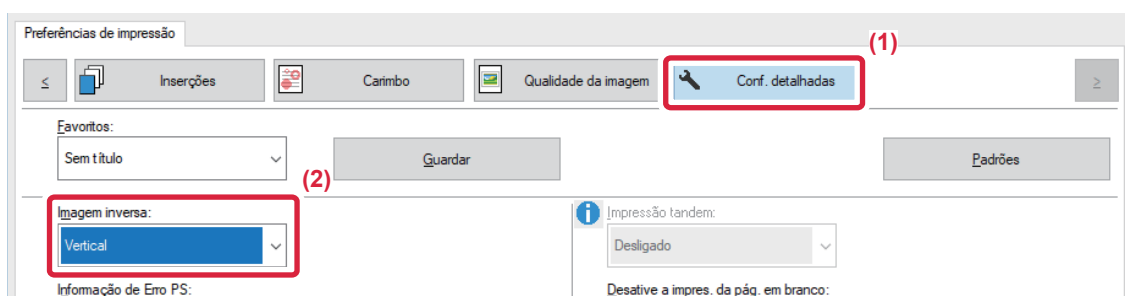 Preferências de impressão
(1)
≤
Inserções
Carimbo
Qualidade da imagem
Conf. detalhadas
≥
Favoritos:
Sem título
Guardar
Padrões
(2)
Imagem inversa:
Impressão tandem:
Vertical
Desligado
Informação de Erro PS:
Desative a impres. da pág. em branco: